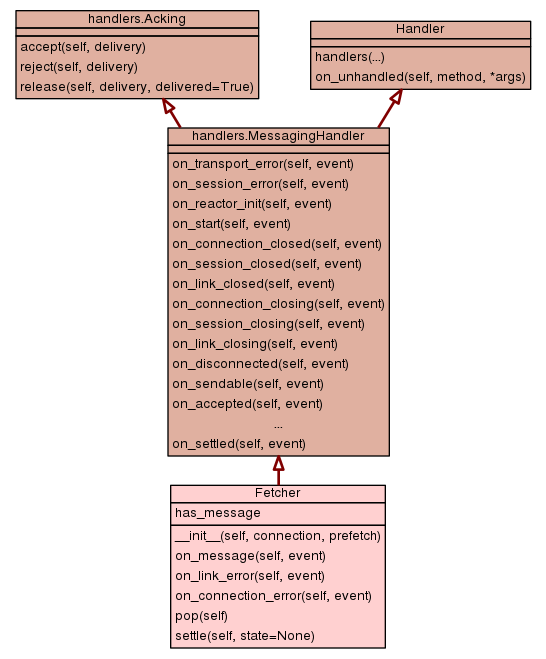 handlers.Acking
accept(self, delivery)
reject(self, delivery)
release(self, delivery, delivered=True)
Handler
handlers(...)
on_unhandled(self, method, *args)
handlers.MessagingHandler
on_transport_error(self, event)
on_session_error(self, event)
on_reactor_init(self, event)
on_start(self, event)
on_connection_closed(self, event)
on_session_closed(self, event)
on_link_closed(self, event)
on_connection_closing(self, event)
on_session_closing(self, event)
on_link_closing(self, event)
on_disconnected(self, event)
on_sendable(self, event)
on_accepted(self, event)
...
on_settled(self, event)
Fetcher
has_message
__init__(self, connection, prefetch)
on_message(self, event)
on_link_error(self, event)
on_connection_error(self, event)
pop(self)
settle(self, state=None)